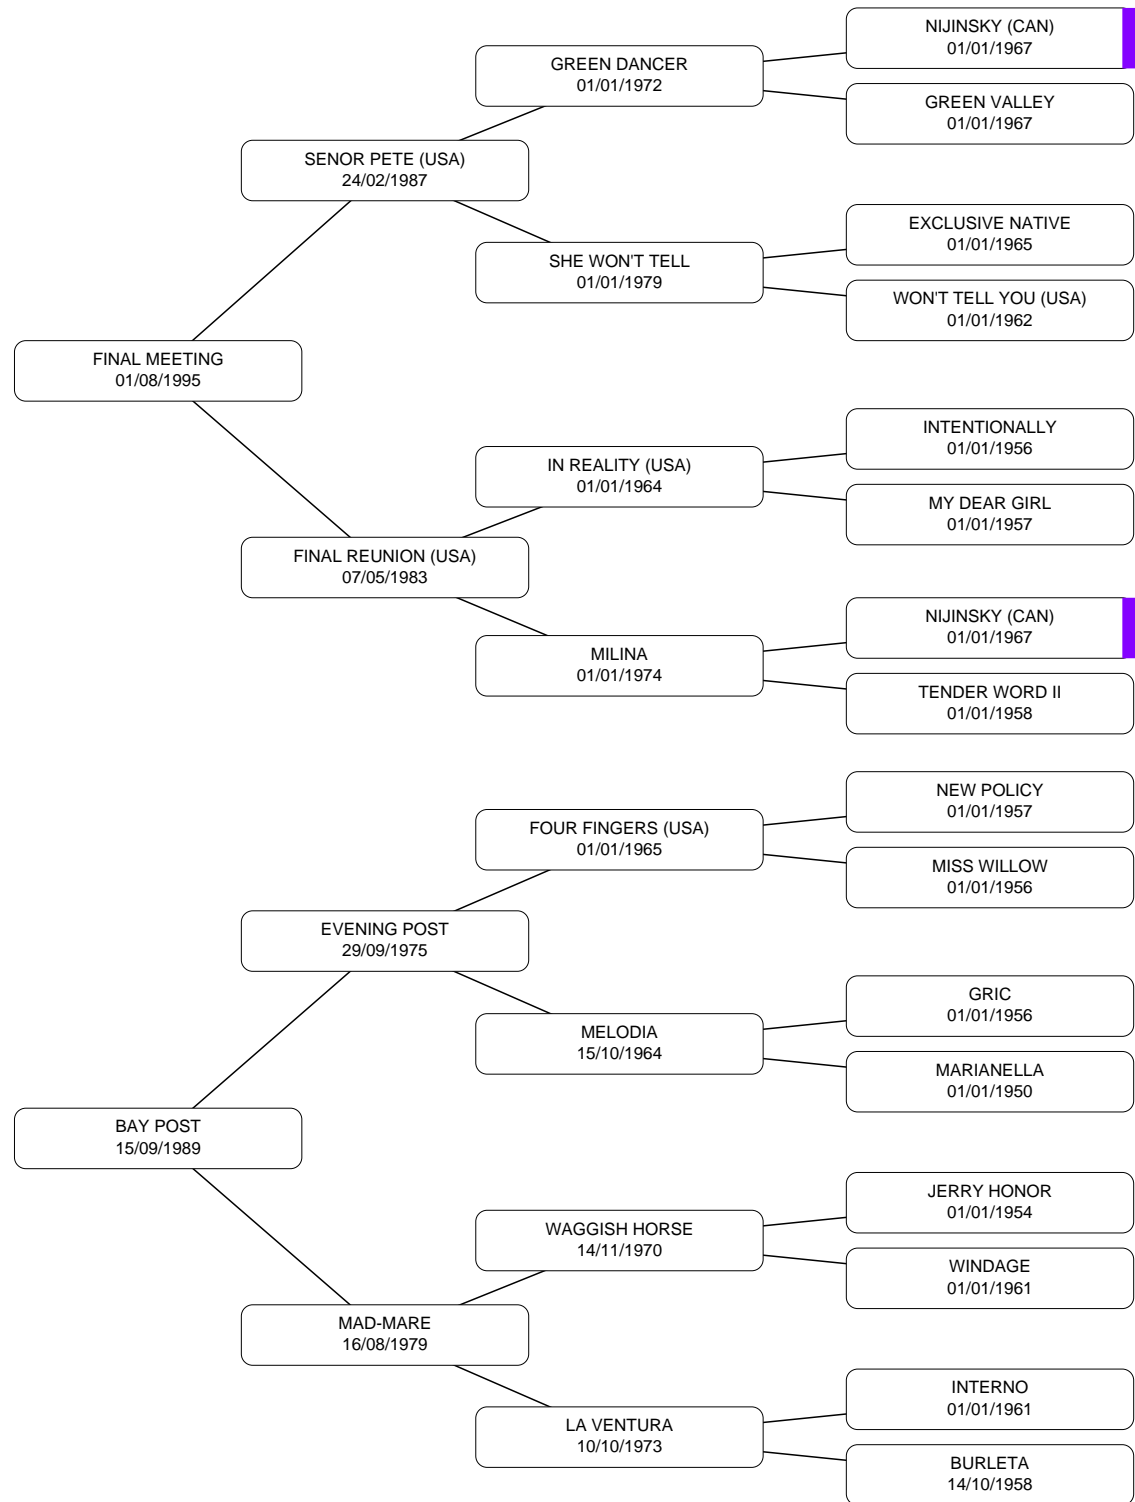 NIJINSKY (CAN)
01/01/1967
GREEN DANCER
01/01/1972
GREEN VALLEY
01/01/1967
SENOR PETE (USA)
24/02/1987
EXCLUSIVE NATIVE
01/01/1965
SHE WON'T TELL
01/01/1979
WON'T TELL YOU (USA)
01/01/1962
FINAL MEETING
01/08/1995
INTENTIONALLY
01/01/1956
IN REALITY (USA)
01/01/1964
MY DEAR GIRL
01/01/1957
FINAL REUNION (USA)
07/05/1983
NIJINSKY (CAN)
01/01/1967
MILINA
01/01/1974
TENDER WORD II
01/01/1958
NEW POLICY
01/01/1957
FOUR FINGERS (USA)
01/01/1965
MISS WILLOW
01/01/1956
EVENING POST
29/09/1975
GRIC
01/01/1956
MELODIA
15/10/1964
MARIANELLA
01/01/1950
BAY POST
15/09/1989
JERRY HONOR
01/01/1954
WAGGISH HORSE
14/11/1970
WINDAGE
01/01/1961
MAD-MARE
16/08/1979
INTERNO
01/01/1961
LA VENTURA
10/10/1973
BURLETA
14/10/1958